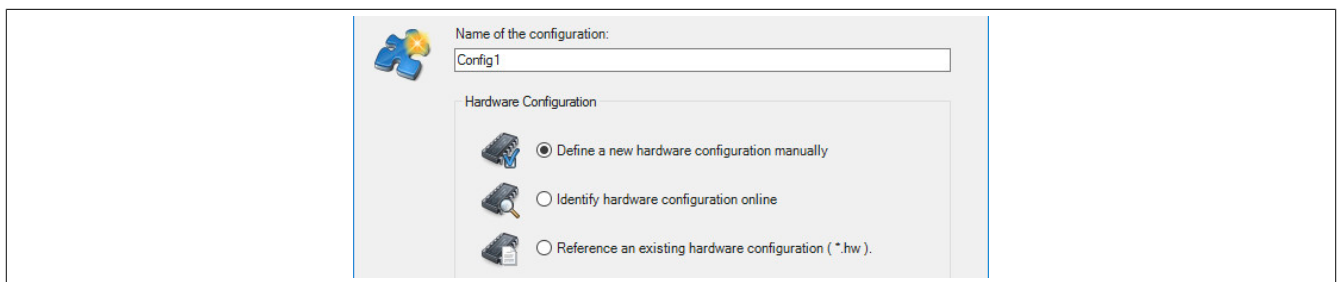 Name of the configuration:
Config1
Hardware Configuration
Define a new hardware configuration manually
Identify hardware configuration online
Reference an existing hardware configuration ( *.hw ).